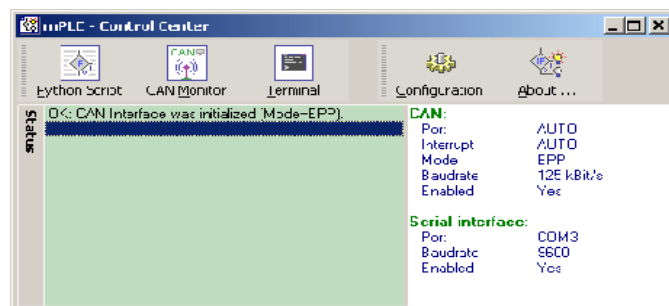 mPLC - Control Center
CAN
Python Script
CAN Monitor
Terminal
Configuration
About ...
Status
OK: CAN Interface was initialized (Mode=EPP).
CAN:
Port: AUTO
Interrupt AUTO
Mode EPP
Baudrate 125 kBit/s
Enabled Yes
Serial interface:
Port: COM3
Baudrate 9600
Enabled Yes